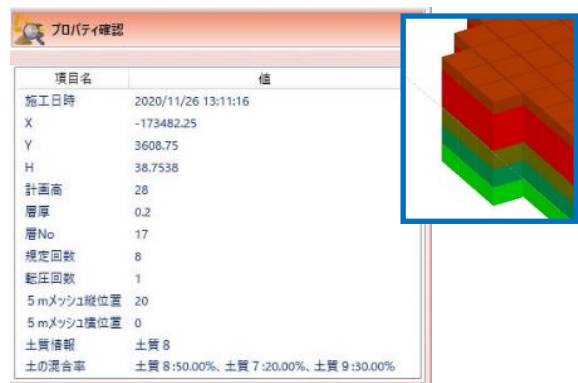 プロパティ確認
項目名 値
施工日時 2020/11/26 13:11:16
X -173482.25
Y 3608.75
H 38.7538
計画高 28
層厚 0.2
層No 17
規定回数 8
転圧回数 1
5mメッシュ縦位置 20
5mメッシュ横位置 0
土質情報 土質8
土の混合率 土質8:50.00%、土質7:20.00%、土質9:30.00%